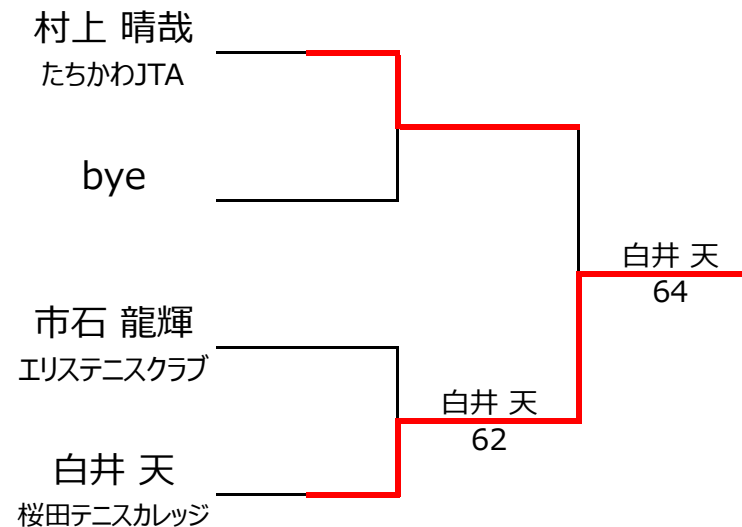 村上 晴哉
たちかわJTA
bye
市石 龍輝
エリステニスクラブ
白井 天
桜田テニスカレッジ
白井 天
62
白井 天
64